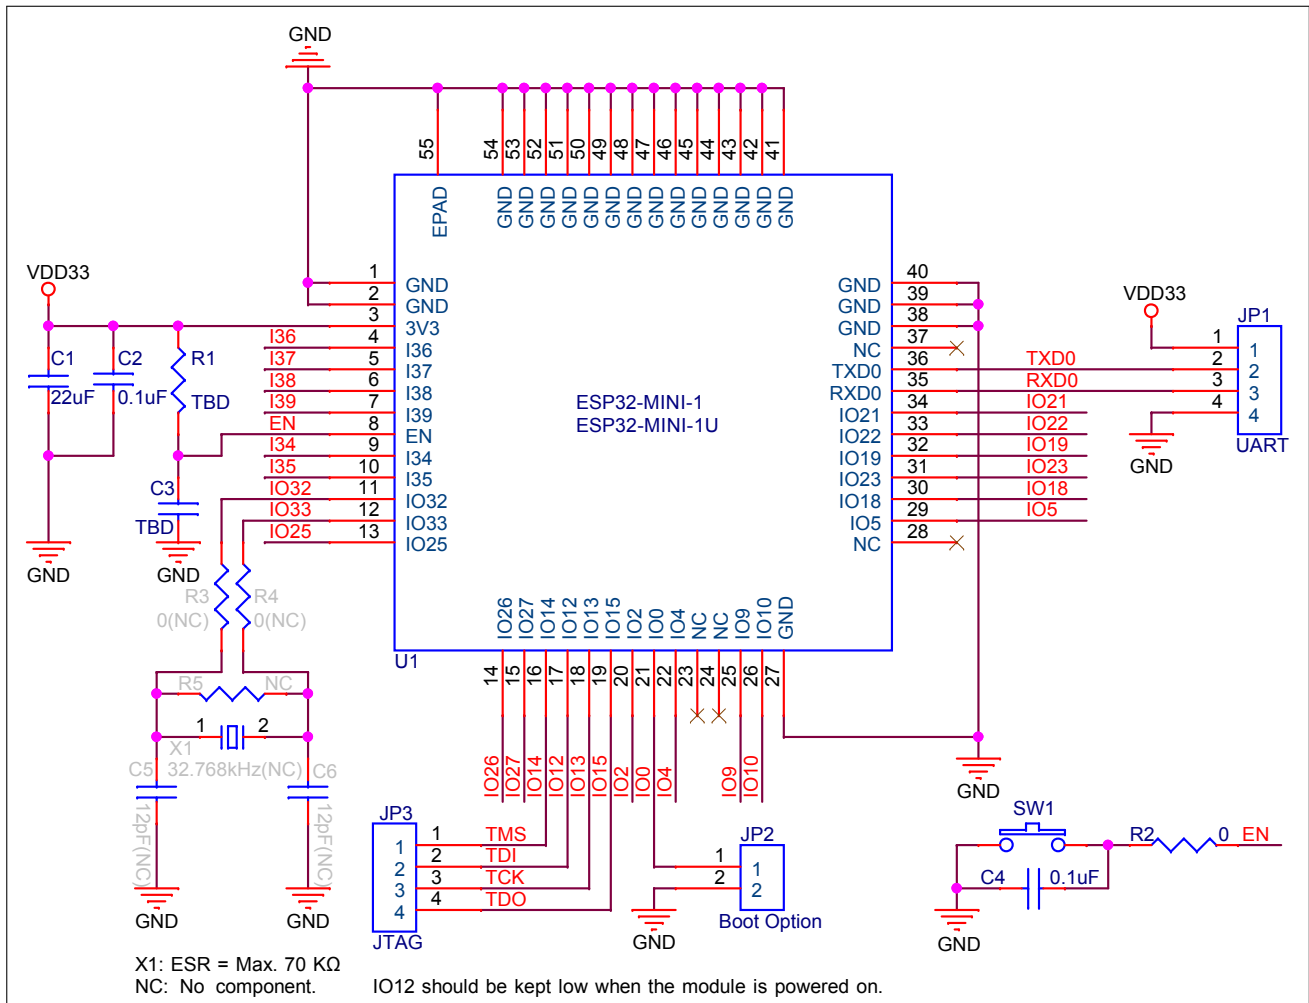 GND
55
54
53
52
51
50
49
48
47
46
45
44
43
42
41
EPAD
GND
GND
GND
GND
GND
GND
GND
GND
GND
GND
GND
GND
GND
GND
VDD33
C1
22uF
C2
0.1uF
R1
TBD
C3
TBD
GND
GND
1 GND
2 GND
3 3V3
I36 4 I36
I37 5 I37
I38 6 I38
I39 7 I39
EN 8 EN
I34 9 I34
I35 10 I35
IO32 11 IO32
IO33 12 IO33
IO25 13 IO25
ESP32-MINI-1
ESP32-MINI-1U
GND 40
GND 39
GND 38
NC 37
TXD0 36 TXD0
RXD0 35 RXD0
IO21 34 IO21
IO22 33 IO22
IO19 32 IO19
IO23 31 IO23
IO18 30 IO18
IO5 29 IO5
NC 28
VDD33
JP1
1 1
2 2
3 3
4 4
UART
GND
R3
0(NC)
R4
0(NC)
R5 NC
1 2
X1
32.768kHz(NC)
C5
12pF(NC)
C6
12pF(NC)
GND
GND
U1
IO26 14 IO26
IO27 15 IO27
IO14 16 IO14
IO12 17 IO12
IO13 18 IO13
IO15 19 IO15
IO2 20 IO2
IO0 21 IO0
IO4 22 IO4
NC 23
NC 24
IO9 25 IO9
IO10 26 IO10
GND 27
GND
JP3
1 1 TMS
2 2 TDI
3 3 TCK
4 4 TDO
JTAG
JP2
1 1
2 2
Boot Option
GND
SW1
R2 0 EN
C4 0.1uF
GND
X1: ESR = Max. 70 KΩ
NC: No component.
IO12 should be kept low when the module is powered on.